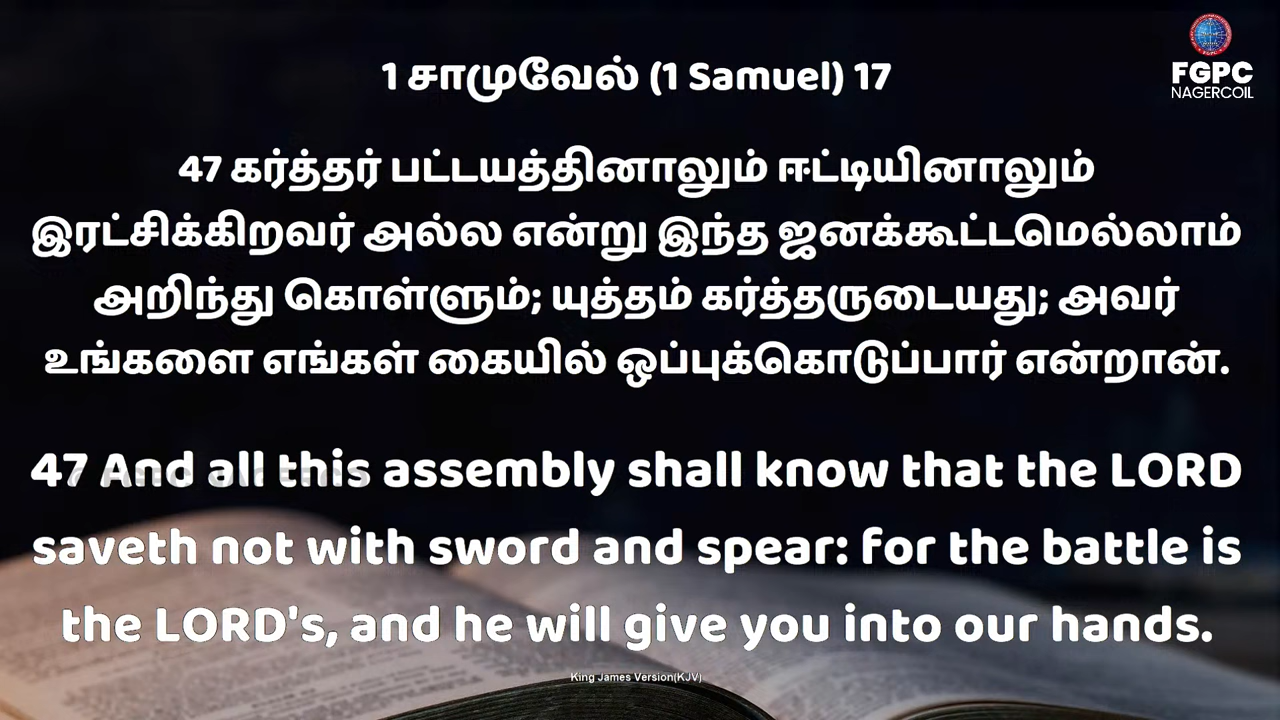 1 சாமுவேல் (1 Samuel) 17
FGPC
NAGERCOIL
47 கர்த்தர் பட்டயத்தினாலும் ஈட்டியினாலும்
இரட்சிக்கிறவர் அல்ல என்று இந்த ஜனக்கூட்டமெல்லாம்
அறிந்து கொள்ளும்; யுத்தம் கர்த்தருடையது; அவர்
உங்களை எங்கள் கையில் ஒப்புக்கொடுப்பார் என்றான்.
47 And all this assembly shall know that the LORD
saveth not with sword and spear: for the battle is
the LORD's, and he will give you into our hands.
King James Version(KJV)